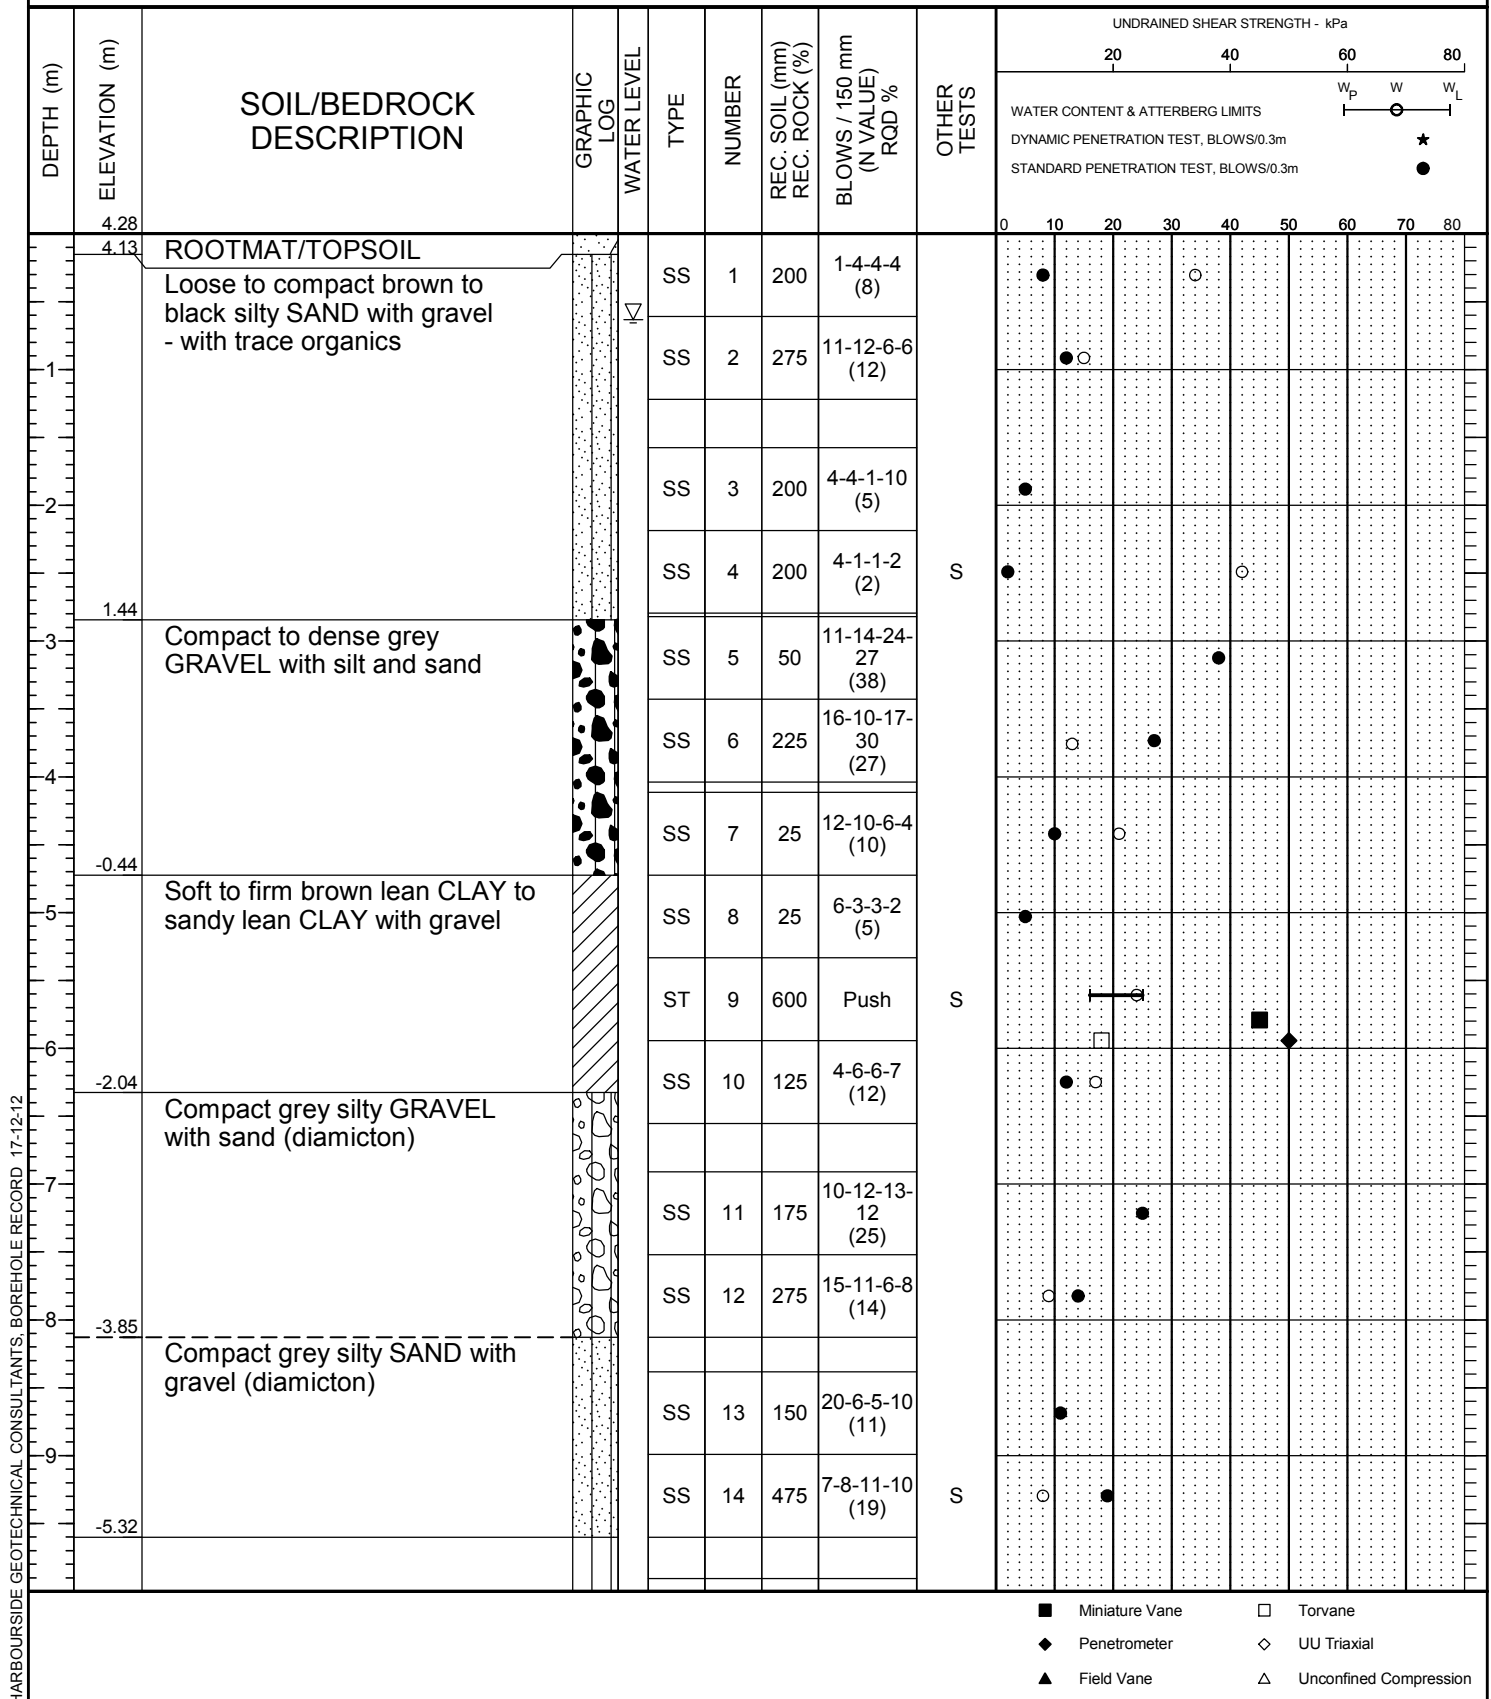 UNDRAINED SHEAR STRENGTH - kPa
20 40 60 80
DEPTH (m)
ELEVATION (m)
SOIL/BEDROCK
DESCRIPTION
GRAPHIC
LOG
WATER LEVEL
TYPE
NUMBER
REC. SOIL (mm)
REC. ROCK (%)
BLOWS / 150 mm
(N VALUE)
RQD %
OTHER
TESTS
WP W WL
WATER CONTENT & ATTERBERG LIMITS
DYNAMIC PENETRATION TEST, BLOWS/0.3m
STANDARD PENETRATION TEST, BLOWS/0.3m
4.28
0 10 20 30 40 50 60 70 80
4.13 ROOTMAT/TOPSOIL
Loose to compact brown to
black silty SAND with gravel
- with trace organics
SS 1 200 1-4-4-4
(8)
1
SS 2 275 11-12-6-6
(12)
2
SS 3 200 4-4-1-10
(5)
SS 4 200 4-1-1-2
(2)
S
1.44
Compact to dense grey
GRAVEL with silt and sand
3
SS 5 50 11-14-24-
27
(38)
SS 6 225 16-10-17-
30
(27)
4
SS 7 25 12-10-6-4
(10)
-0.44
Soft to firm brown lean CLAY to
sandy lean CLAY with gravel
5
SS 8 25 6-3-3-2
(5)
ST 9 600 Push S
6
SS 10 125 4-6-6-7
(12)
-2.04
Compact grey silty GRAVEL
with sand (diamicton)
7
SS 11 175 10-12-13-
12
(25)
SS 12 275 15-11-6-8
(14)
8
-3.85
Compact grey silty SAND with
gravel (diamicton)
SS 13 150 20-6-5-10
(11)
9
SS 14 475 7-8-11-10
(19)
S
-5.32
HARBOURSIDE GEOTECHNICAL CONSULTANTS, BOREHOLE RECORD 17-12-12
Miniature Vane Torvane
Penetrometer UU Triaxial
Field Vane Unconfined Compression